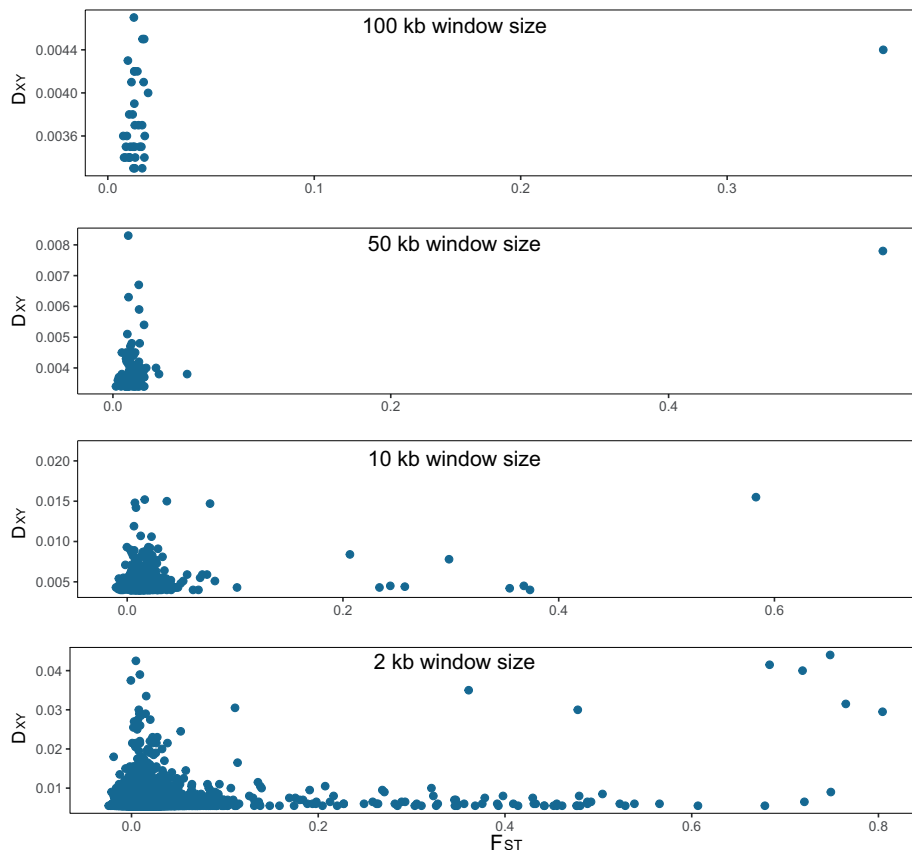 100 kb window size
DXY
0.0044
0.0040
0.0036
0.0 0.1 0.2 0.3
50 kb window size
DXY
0.008
0.007
0.006
0.005
0.004
0.0 0.2 0.4
10 kb window size
DXY
0.020
0.015
0.010
0.005
0.0 0.2 0.4 0.6
2 kb window size
DXY
0.04
0.03
0.02
0.01
0.0 0.2 0.4 0.6 0.8
FST